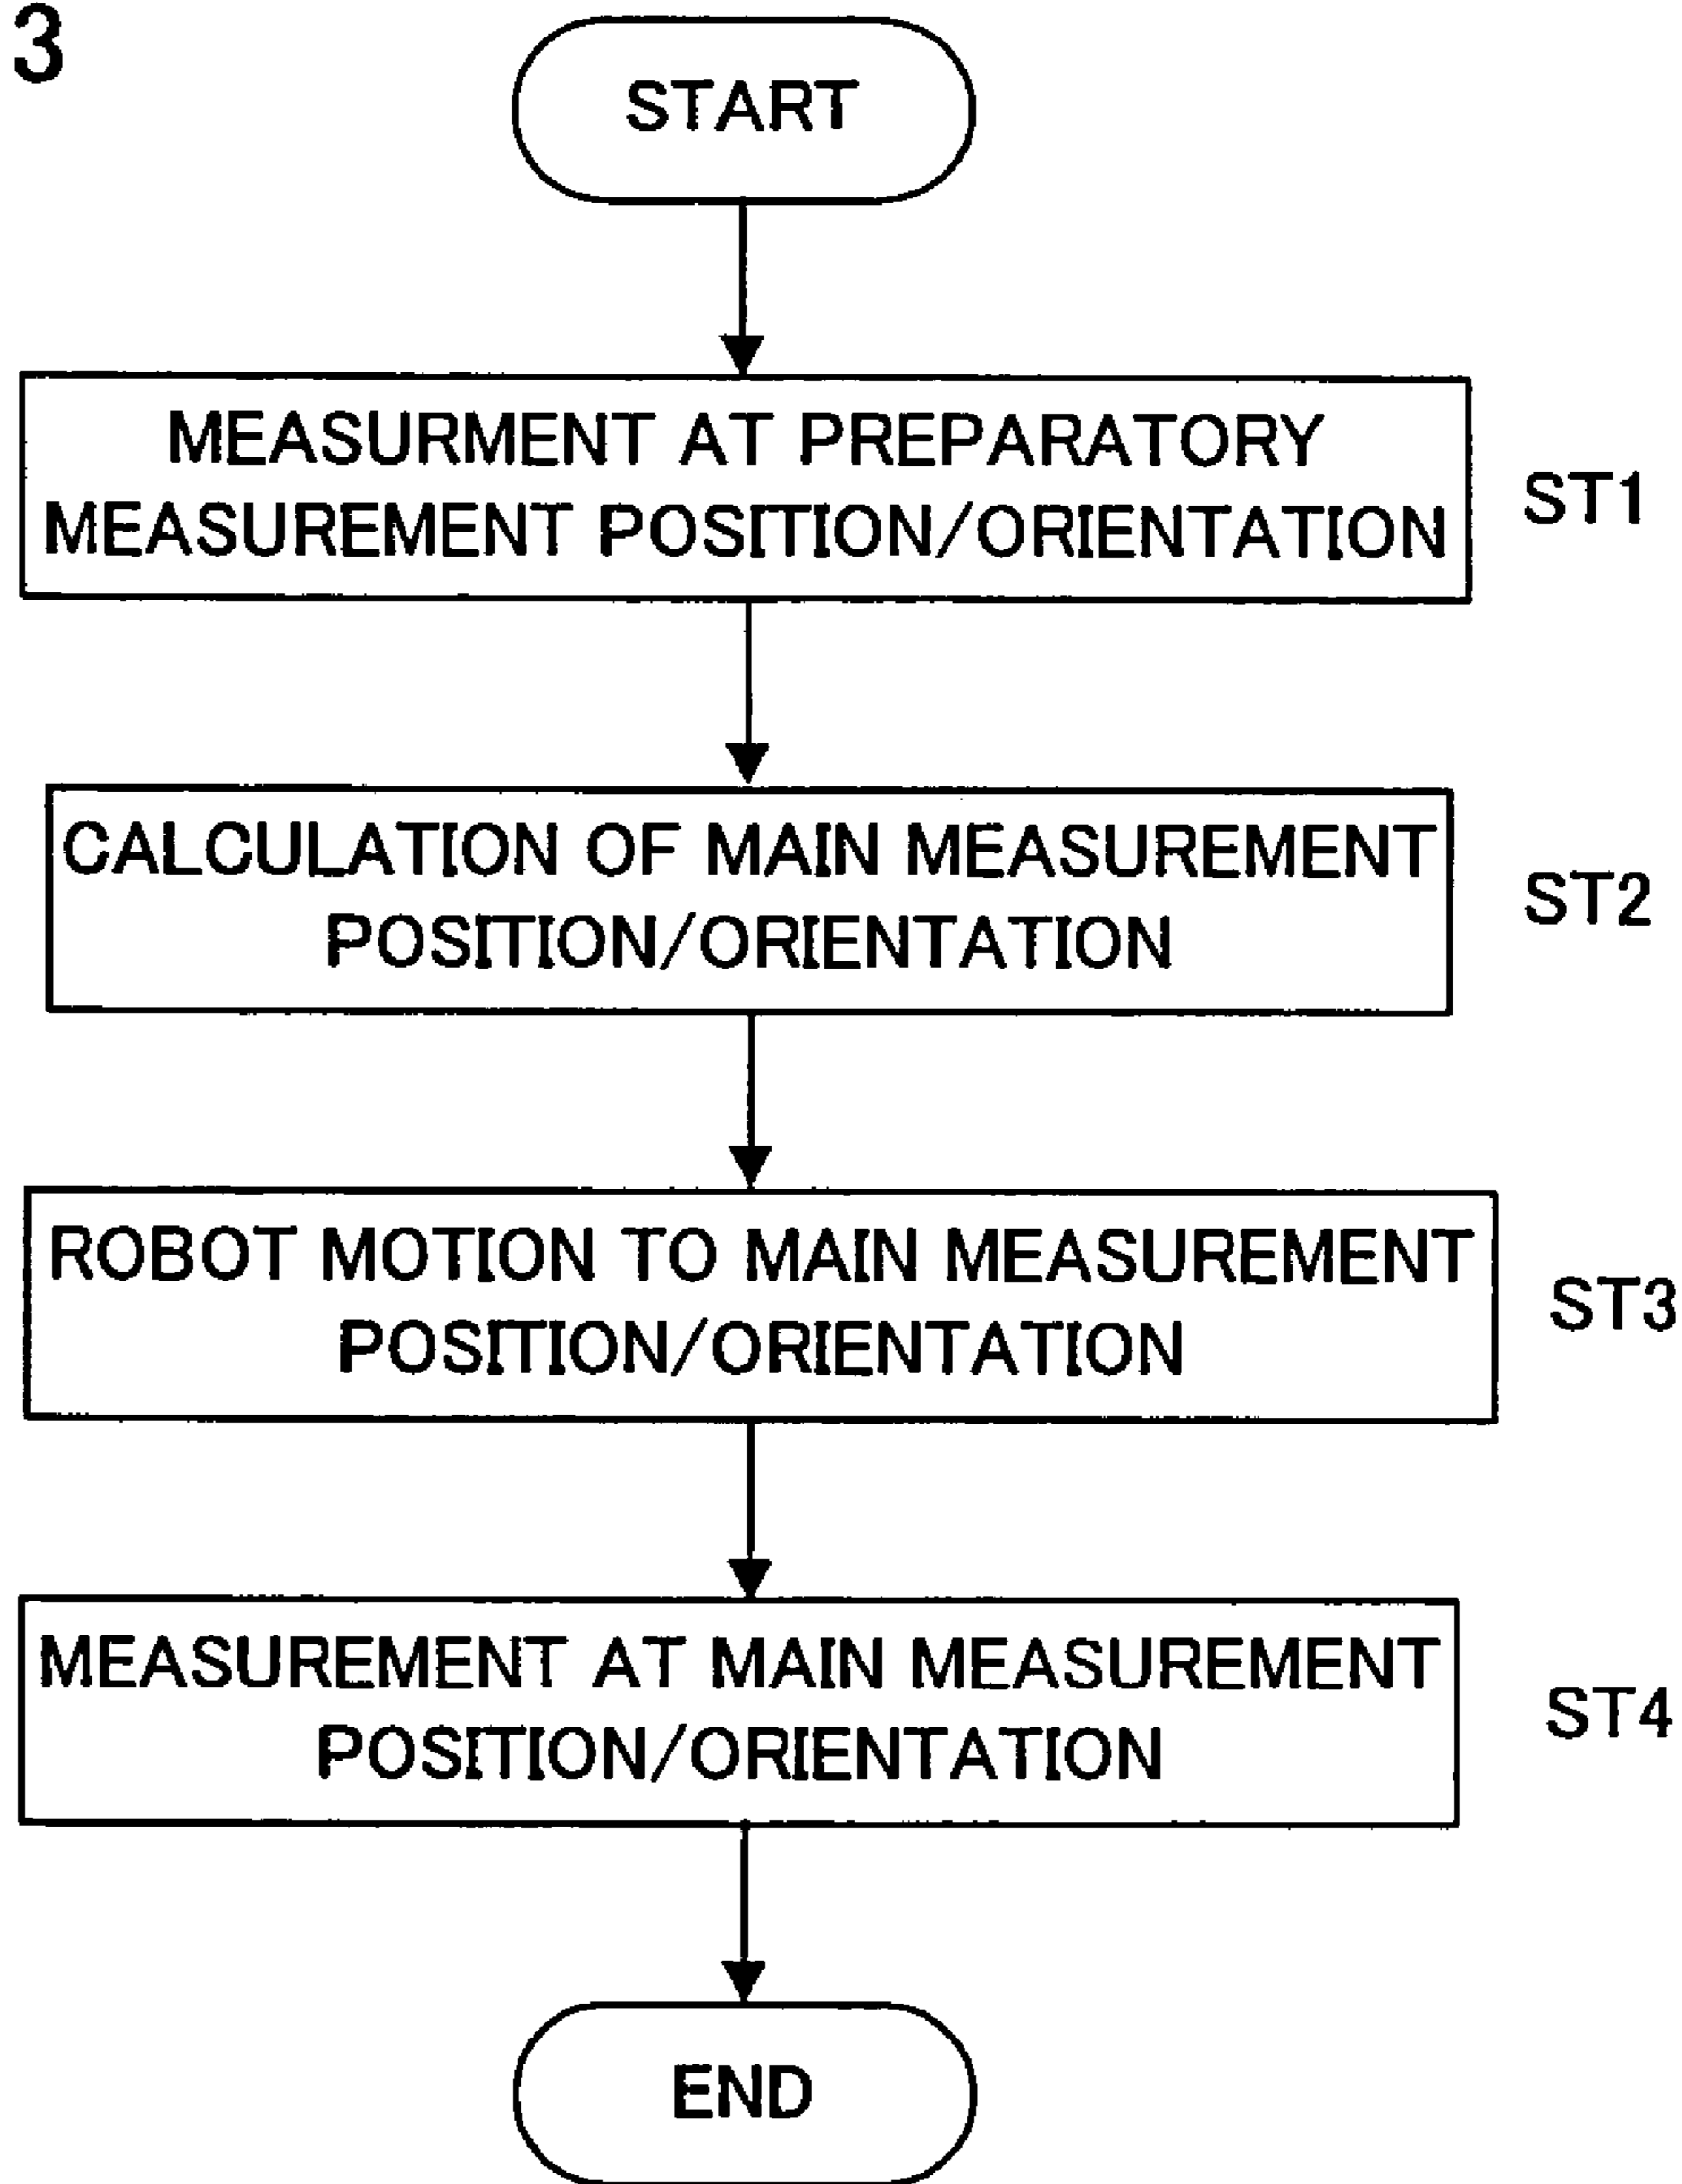 3
START
MEASURMENT AT PREPARATORY
MEASUREMENT POSITION/ORIENTATION
ST1
CALCULATION OF MAIN MEASUREMENT
POSITION/ORIENTATION
ST2
ROBOT MOTION TO MAIN MEASUREMENT
POSITION/ORIENTATION
ST3
MEASUREMENT AT MAIN MEASUREMENT
POSITION/ORIENTATION
ST4
END